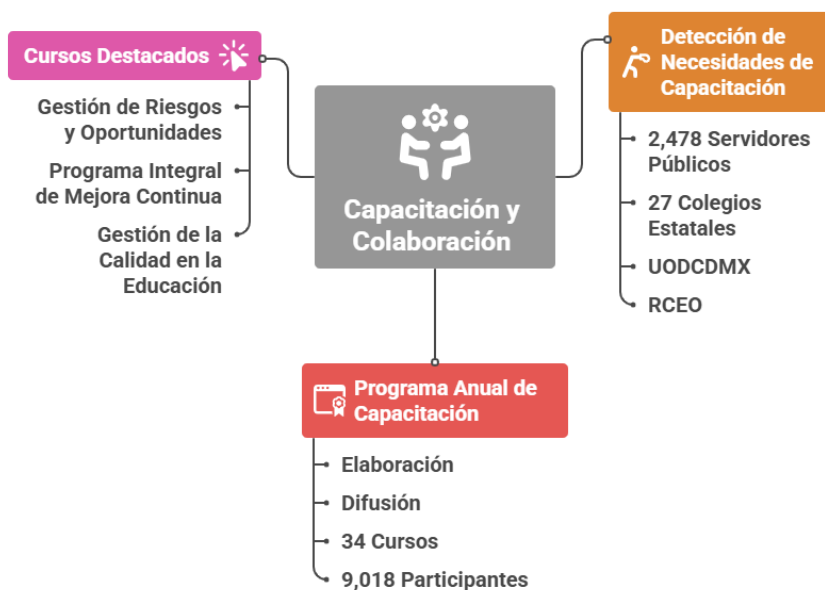 Cursos Destacados
Gestión de Riesgos
y Oportunidades
Programa Integral
de Mejora Continua
Gestión de la
Calidad en la
Educación
Capacitación y
Colaboración
Detección de
Necesidades de
Capacitación
2,478 Servidores
Públicos
27 Colegios
Estatales
UODCDMX
RCEO
Programa Anual de
Capacitación
Elaboración
Difusión
34 Cursos
9,018 Participantes